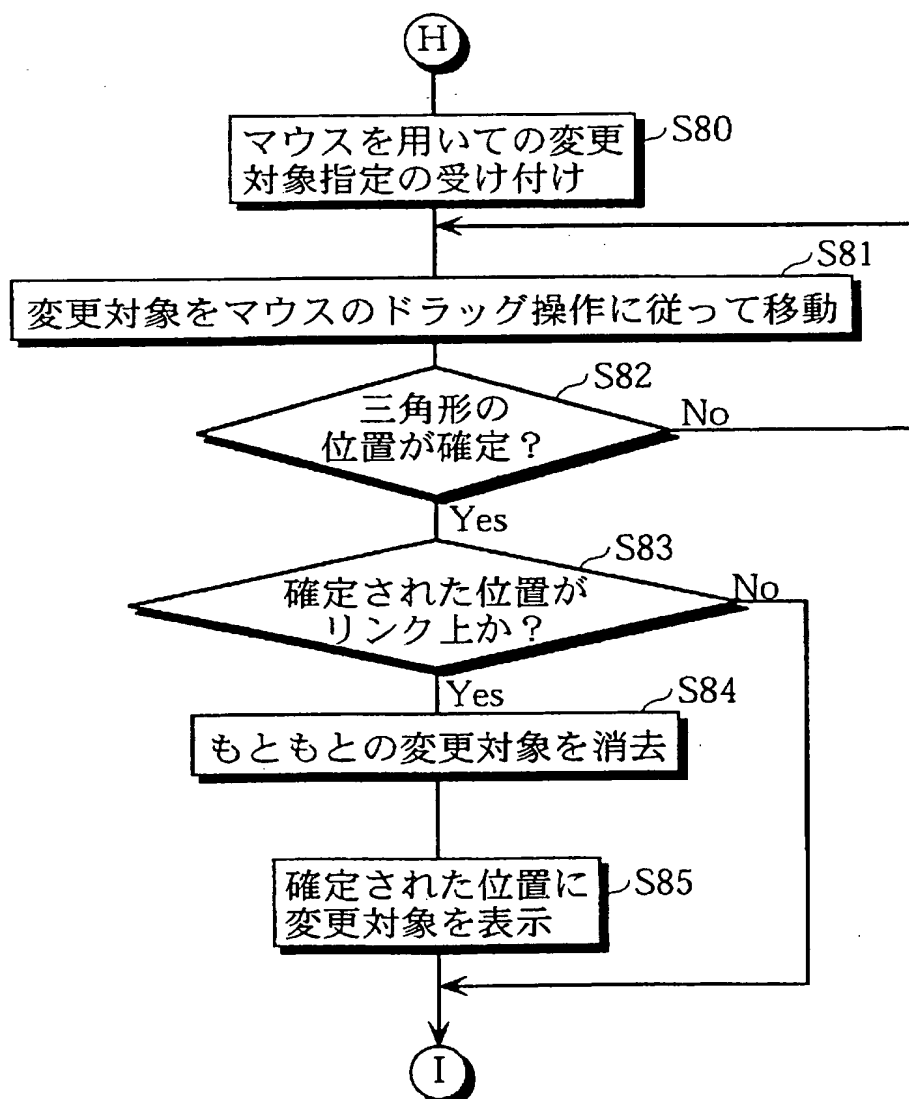 H
マウスを用いての変更
対象指定の受け付け
S80
変更対象をマウスのドラッグ操作に従って移動
S81
三角形の
位置が確定？
S82
No
Yes
確定された位置が
リンク上か？
S83
No
Yes
もともとの変更対象を消去
S84
確定された位置に
変更対象を表示
S85
I